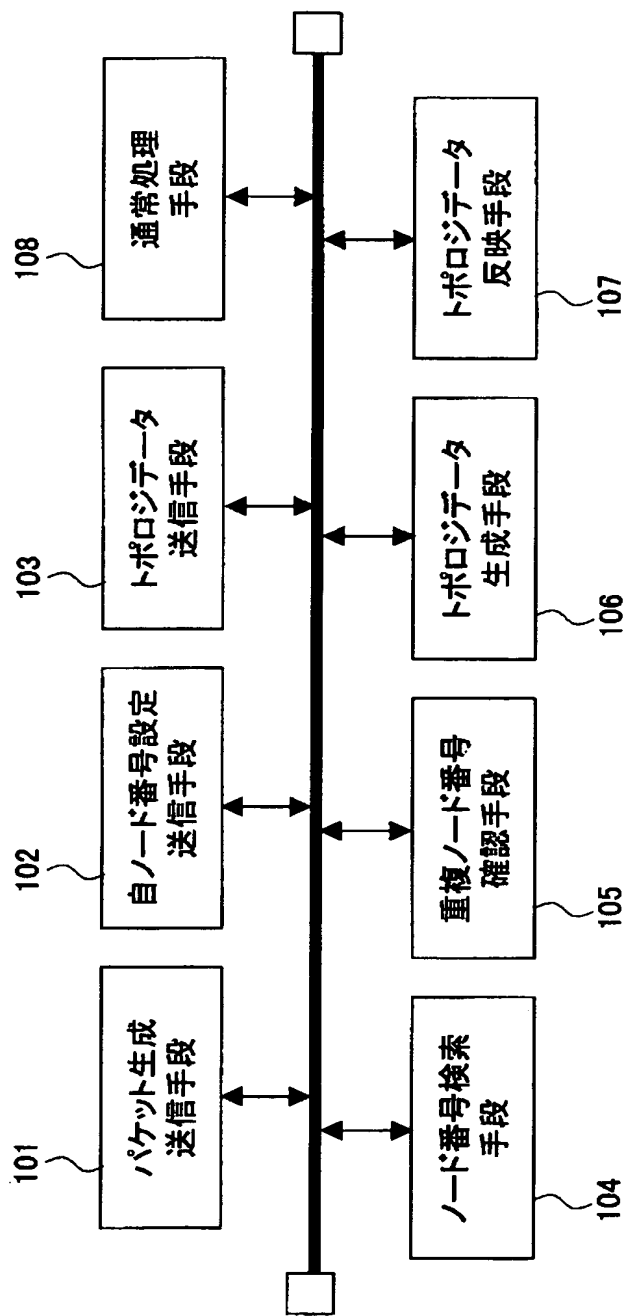 101
パケット生成
送信手段
102
自ノード番号設定
送信手段
103
トポロジデータ
送信手段
108
通常処理
手段
ノード番号検索
手段
104
重複ノード番号
確認手段
105
トポロジデータ
生成手段
106
トポロジデータ
反映手段
107